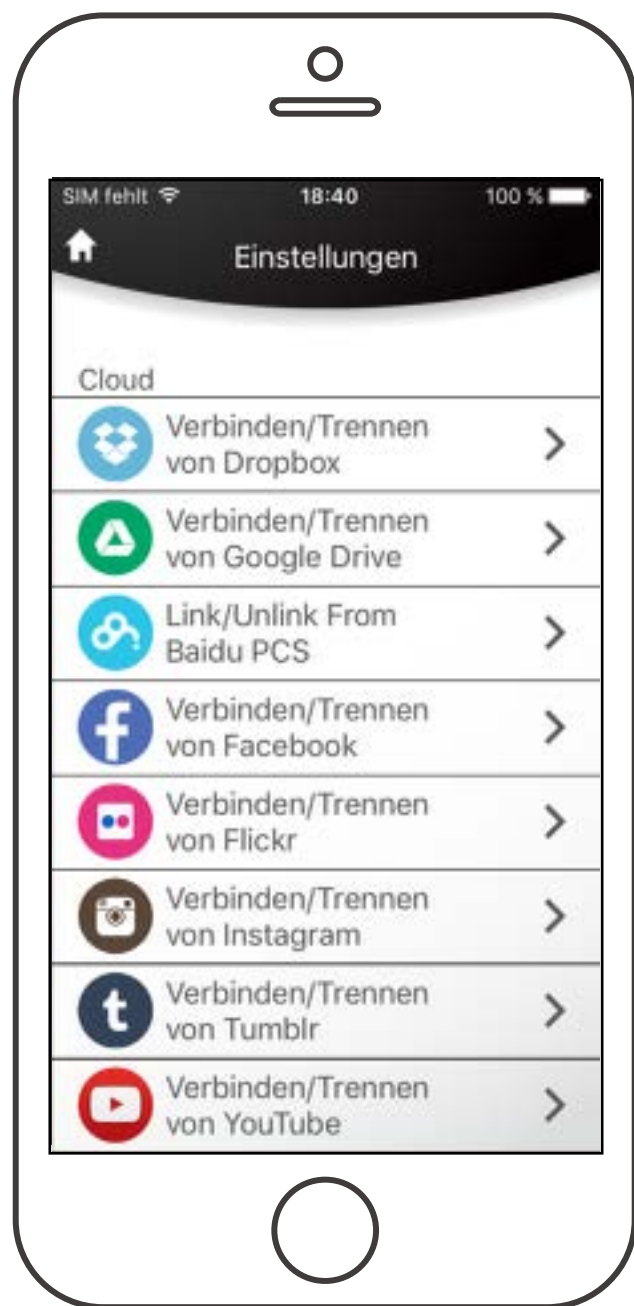 SIM fehlt 18:40 100 %
Einstellungen
Cloud
Verbinden/Trennen
von Dropbox
Verbinden/Trennen
von Google Drive
Link/Unlink From
Baidu PCS
Verbinden/Trennen
von Facebook
Verbinden/Trennen
von Flickr
Verbinden/Trennen
von Instagram
Verbinden/Trennen
von Tumblr
Verbinden/Trennen
von YouTube